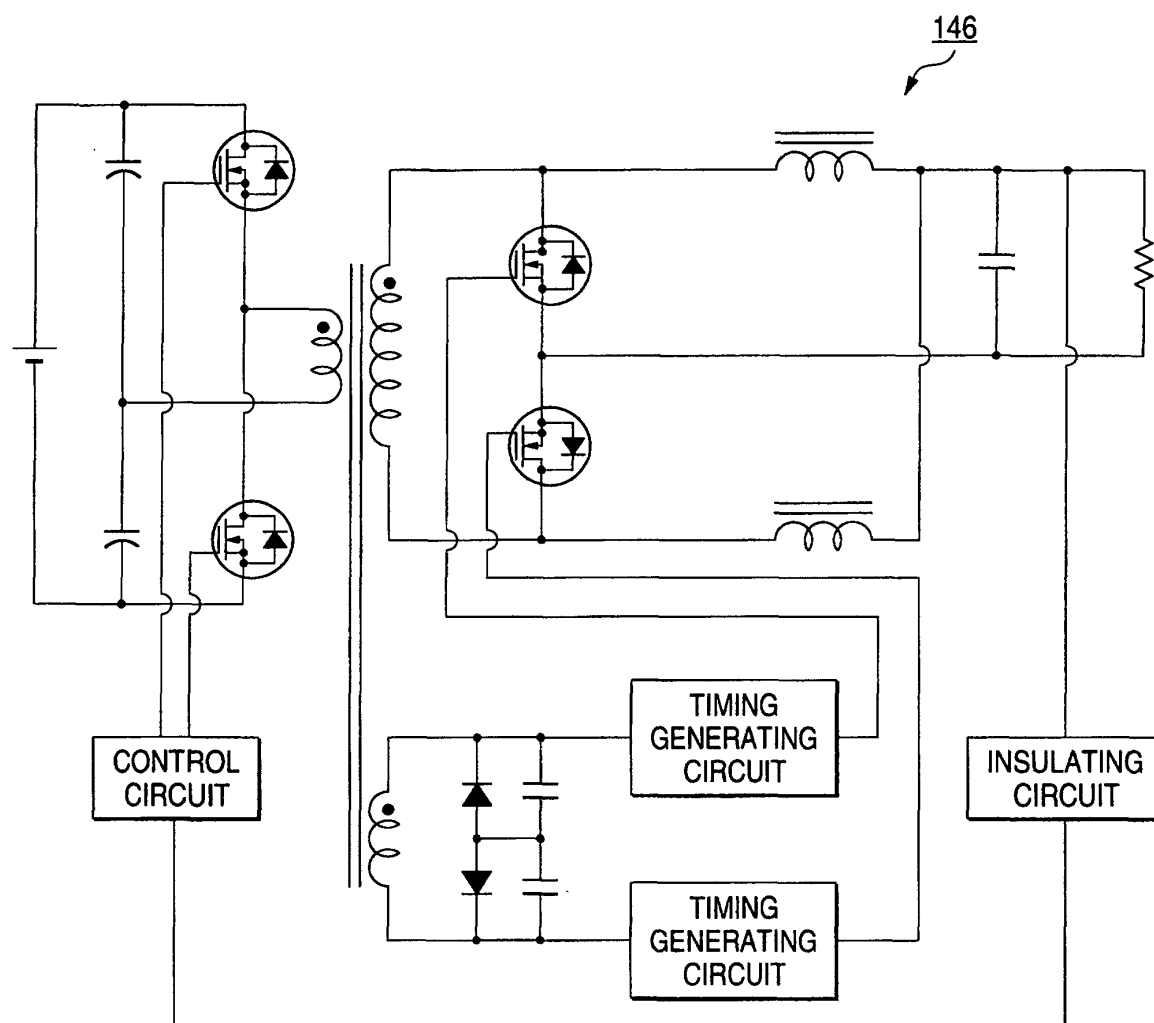 146
TIMING
GENERATING
CIRCUIT
CONTROL
CIRCUIT
INSULATING
CIRCUIT
TIMING
GENERATING
CIRCUIT